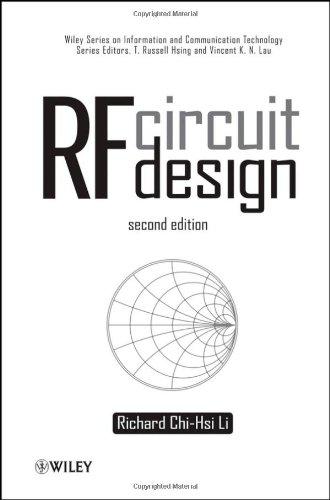 Wiley Series on Information and Communication Technology
Series Editors, T. Russell Hsing and Vincent K. N. Lau
RF circuit
design
second edition
Richard Chi-Hsi Li
WILEY